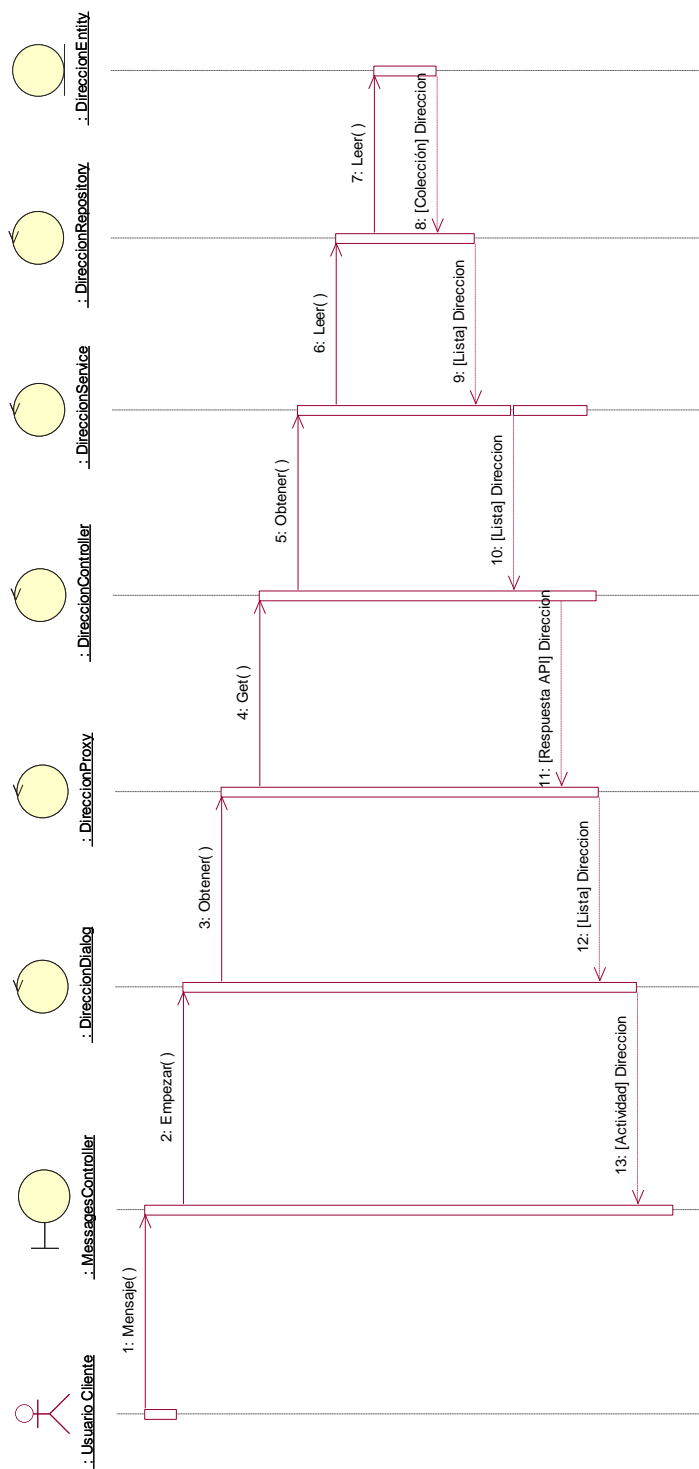 : Usuario Cliente
: MessagesController
: DireccionDialog
: DireccionProxy
: DireccionController
: DireccionService
: DireccionRepository
: DireccionEntity
1: Mensaje( )
2: Empezar( )
3: Obtener( )
4: Get( )
5: Obtener( )
6: Leer( )
7: Leer( )
8: [Colección] Direccion
9: [Lista] Direccion
10: [Lista] Direccion
11: [Respuesta API] Direccion
12: [Lista] Direccion
13: [Actividad] Direccion